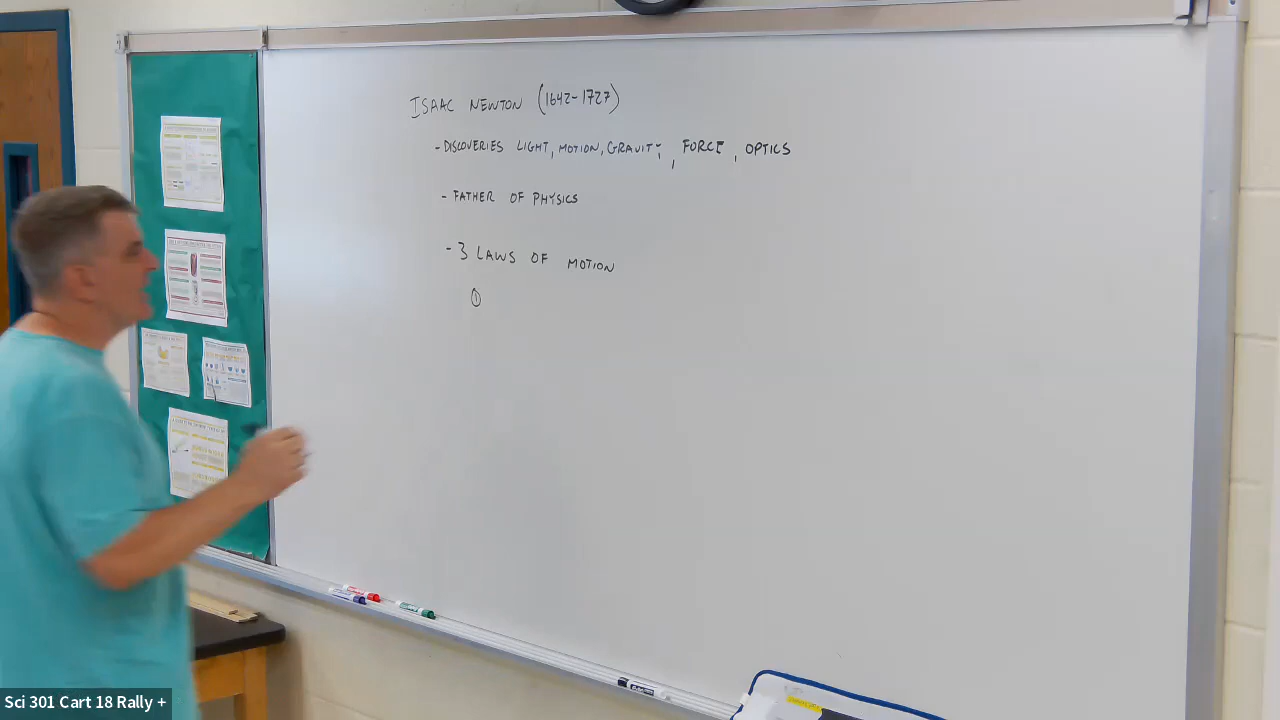 ISAAC NEWTON (1642-1727)
- DISCOVERIES LIGHT, MOTION, GRAVITY, , FORCE , OPTICS
- FATHER OF PHYSICS
- 3 LAWS OF MOTION
①
Sci 301 Cart 18 Rally +